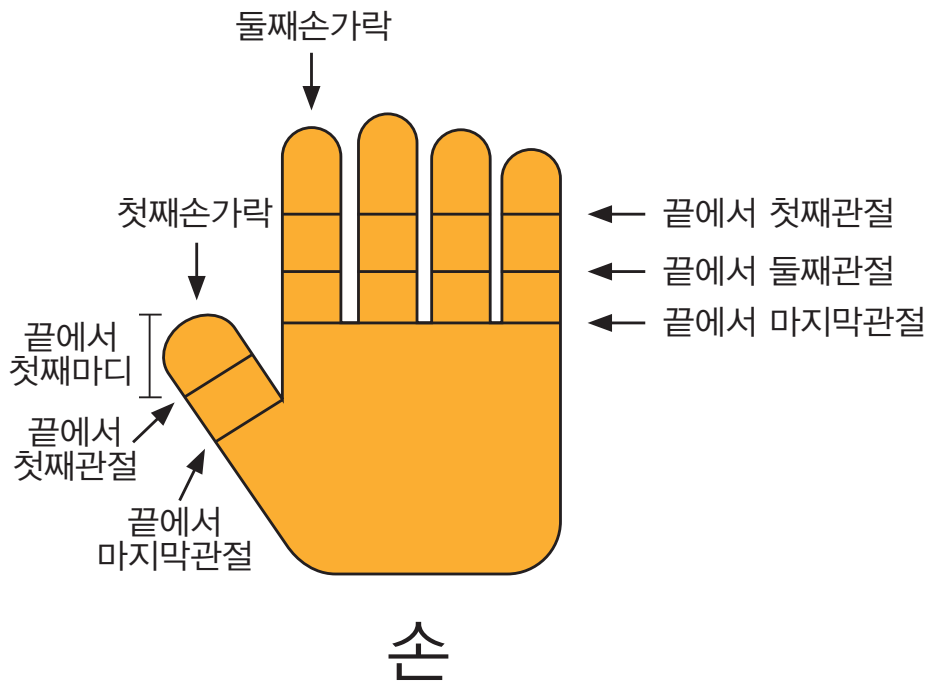 둘째손가락
첫째손가락
끝에서 첫째관절
끝에서 둘째관절
끝에서 마지막관절
끝에서
첫째마디
끝에서
첫째관절
끝에서
마지막관절
손